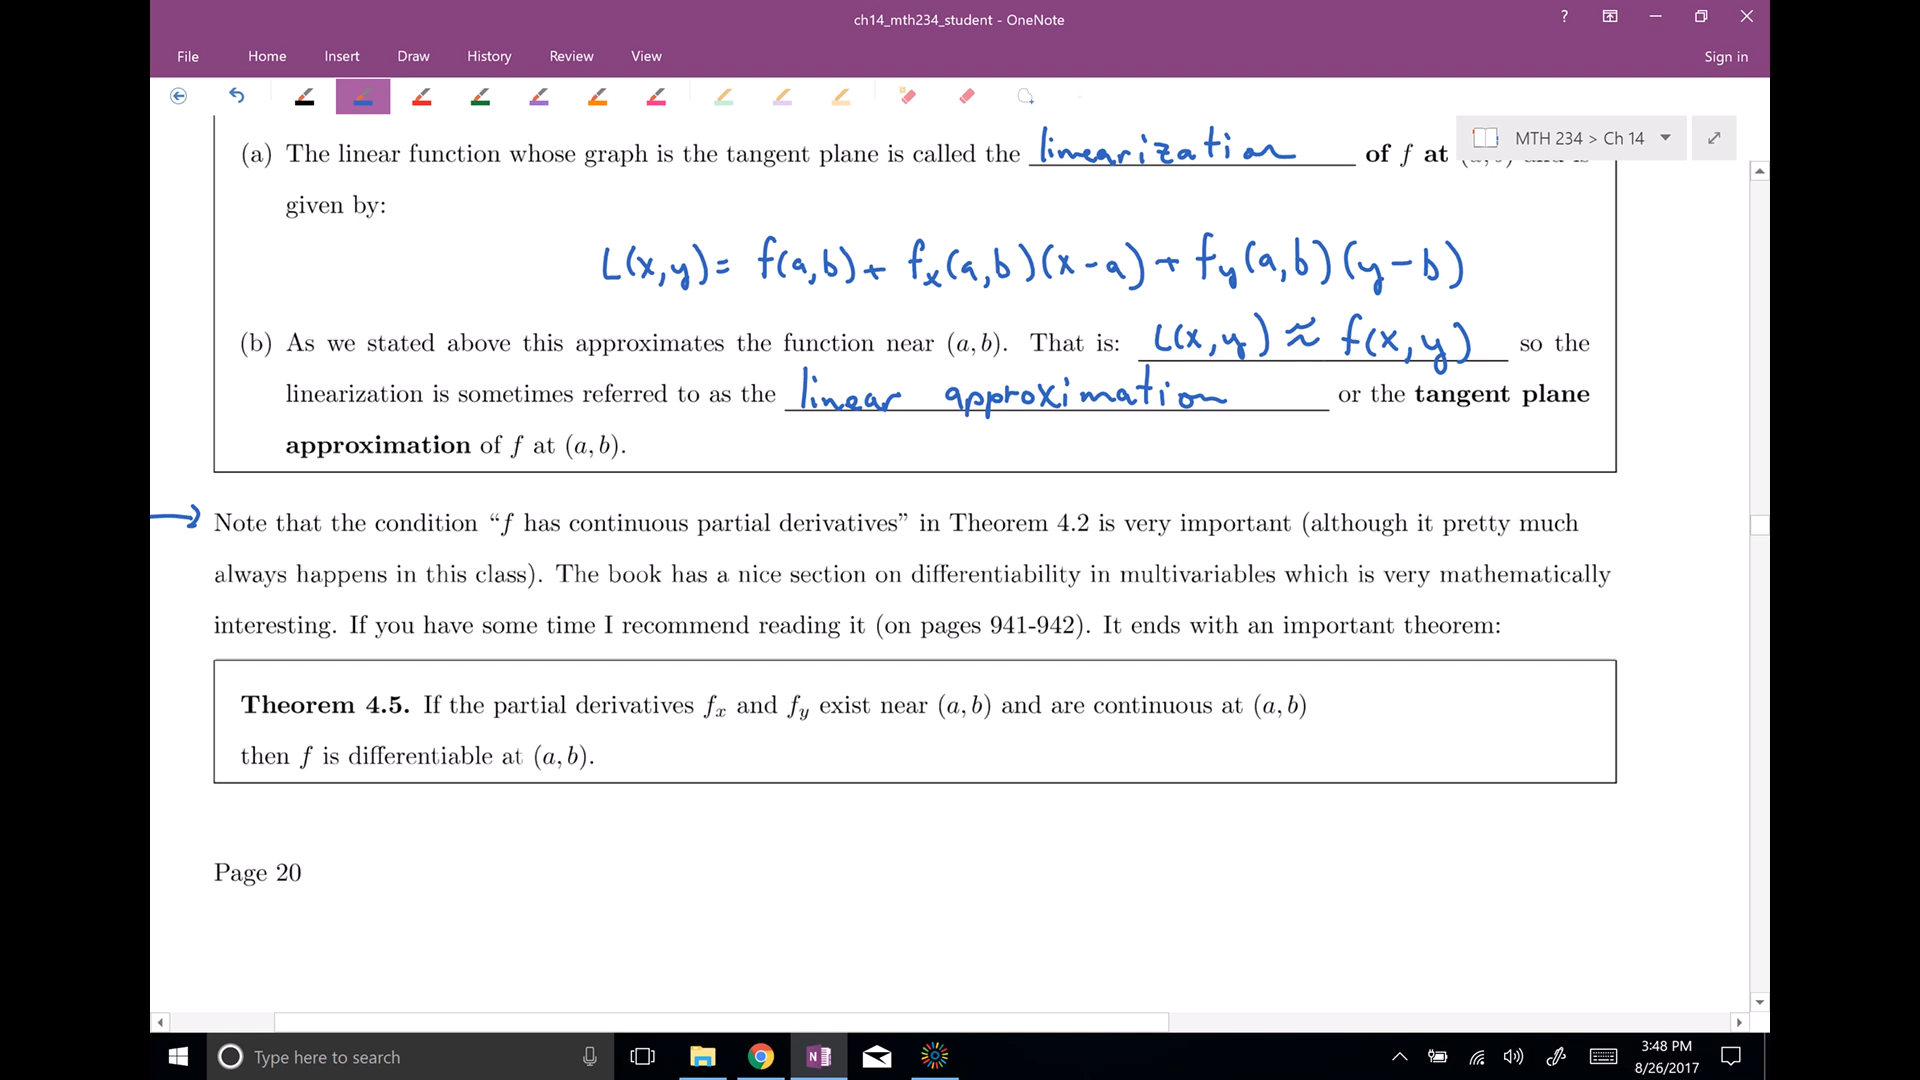 ch14_mth234_student - OneNote
?
File Home Insert Draw History Review View Sign in
MTH 234 > Ch 14
(a) The linear function whose graph is the tangent plane is called the linearization of f at
given by:
L(x,y) = f(a,b) + fₓ(a,b)(x-a) + f_y(a,b)(y-b)
(b) As we stated above this approximates the function near (a, b). That is: L(x,y) ≈ f(x,y) so the
linearization is sometimes referred to as the linear approximation or the tangent plane
approximation of f at (a, b).
→ Note that the condition “f has continuous partial derivatives” in Theorem 4.2 is very important (although it pretty much
always happens in this class). The book has a nice section on differentiability in multivariables which is very mathematically
interesting. If you have some time I recommend reading it (on pages 941-942). It ends with an important theorem:
Theorem 4.5. If the partial derivatives fₓ and f_y exist near (a, b) and are continuous at (a, b)
then f is differentiable at (a, b).
Page 20
Type here to search
3:48 PM
8/26/2017